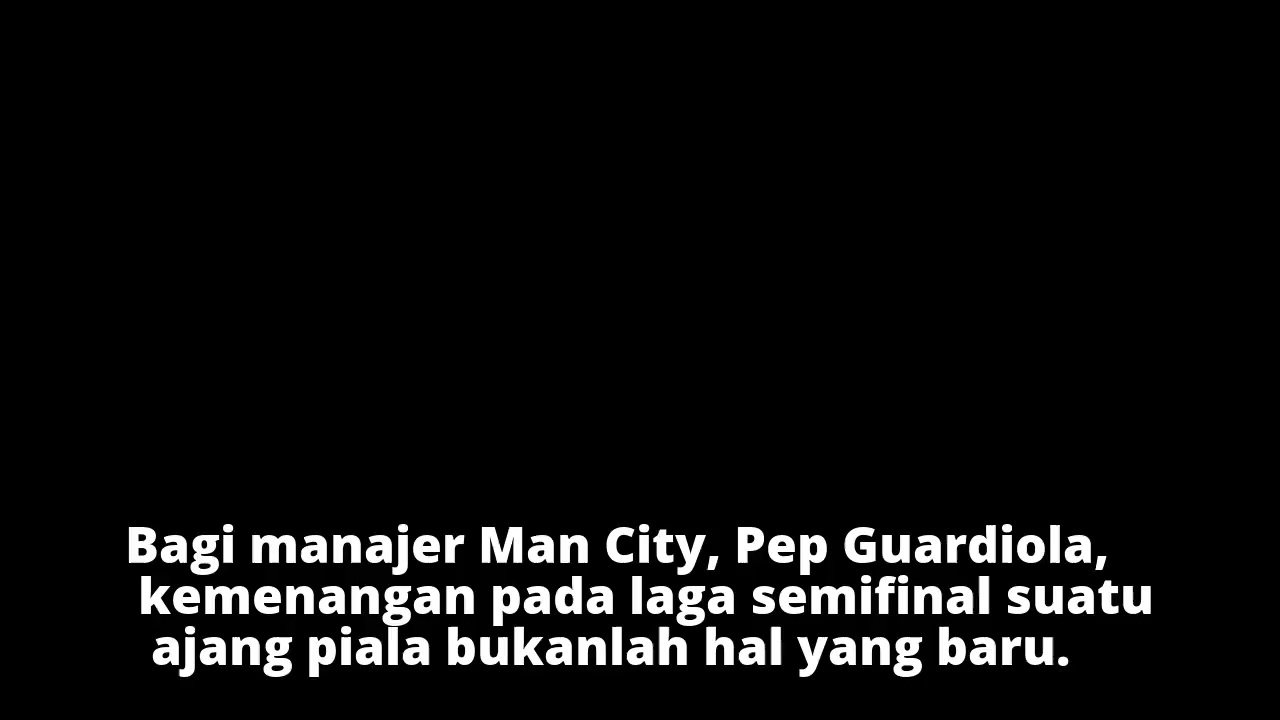 Bagi manajer Man City, Pep Guardiola,
kemenangan pada laga semifinal suatu
ajang piala bukanlah hal yang baru.